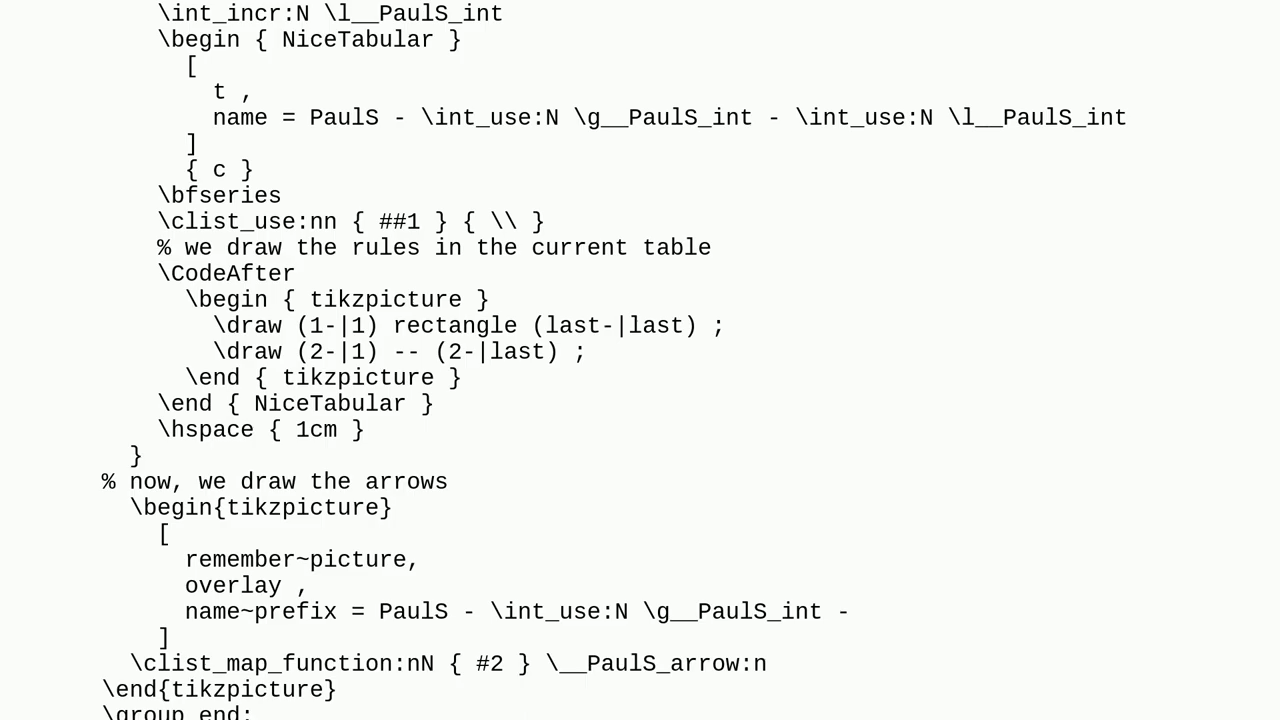 \int_incr:N \l__PaulS_int
\begin { NiceTabular }
[
t ,
name = PaulS - \int_use:N \g__PaulS_int - \int_use:N \l__PaulS_int
]
{ c }
\bfseries
\clist_use:nn { ##1 } { \\ }
% we draw the rules in the current table
\CodeAfter
\begin { tikzpicture }
\draw (1-|1) rectangle (last-|last) ;
\draw (2-|1) -- (2-|last) ;
\end { tikzpicture }
\end { NiceTabular }
\hspace { 1cm }
}
% now, we draw the arrows
\begin{tikzpicture}
[
remember~picture,
overlay ,
name~prefix = PaulS - \int_use:N \g__PaulS_int -
]
\clist_map_function:nN { #2 } \__PaulS_arrow:n
\end{tikzpicture}
\group_end: